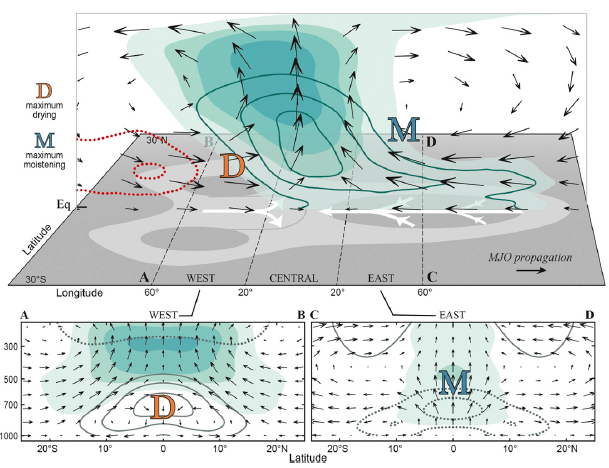 D
maximum
drying
M
maximum
moistening
30°N
B
M
D
D
Eq
Latitude
MJO propagation
30°S
A
WEST
CENTRAL
EAST
C
Longitude
60°
20°
20°
60°
A
WEST
B
C
EAST
D
300
500
700
1000
D
M
20°S
10°
0°
10°
20°N
20°S
10°
0°
10°
20°N
Latitude